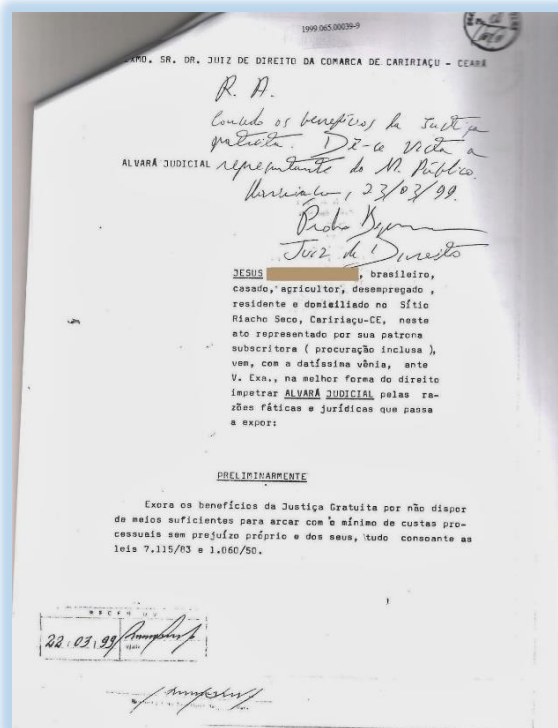 1999.065.00039-9
EXMO. SR. DR. JUIZ DE DIREITO DA COMARCA DE CARIRIAÇU - CEARÁ
R. A.
Concedo os benefícios da Justiça
gratuita. Dê-se vista a
representante do M. Público.
23/03/99.
Juiz de Direito
ALVARÁ JUDICIAL
JESUS , brasileiro,
casado, agricultor, desempregado ,
residente e domiciliado no Sítio
Riacho Seco, Caririaçu-CE, neste
ato representado por sua patrona
subscritora ( procuração inclusa ),
vem, com a datíssima vênia, ante
V. Exa., na melhor forma do direito
impetrar ALVARÁ JUDICIAL pelas ra-
zões fáticas e jurídicas que passa
a expor:
PRELIMINARMENTE
Exora os benefícios da Justiça Gratuita por não dispor
de meios suficientes para arcar com o mínimo de custas pro-
cessuais sem prejuízo próprio e dos seus, tudo consoante as
leis 7.115/83 e 1.060/50.
22.03.99